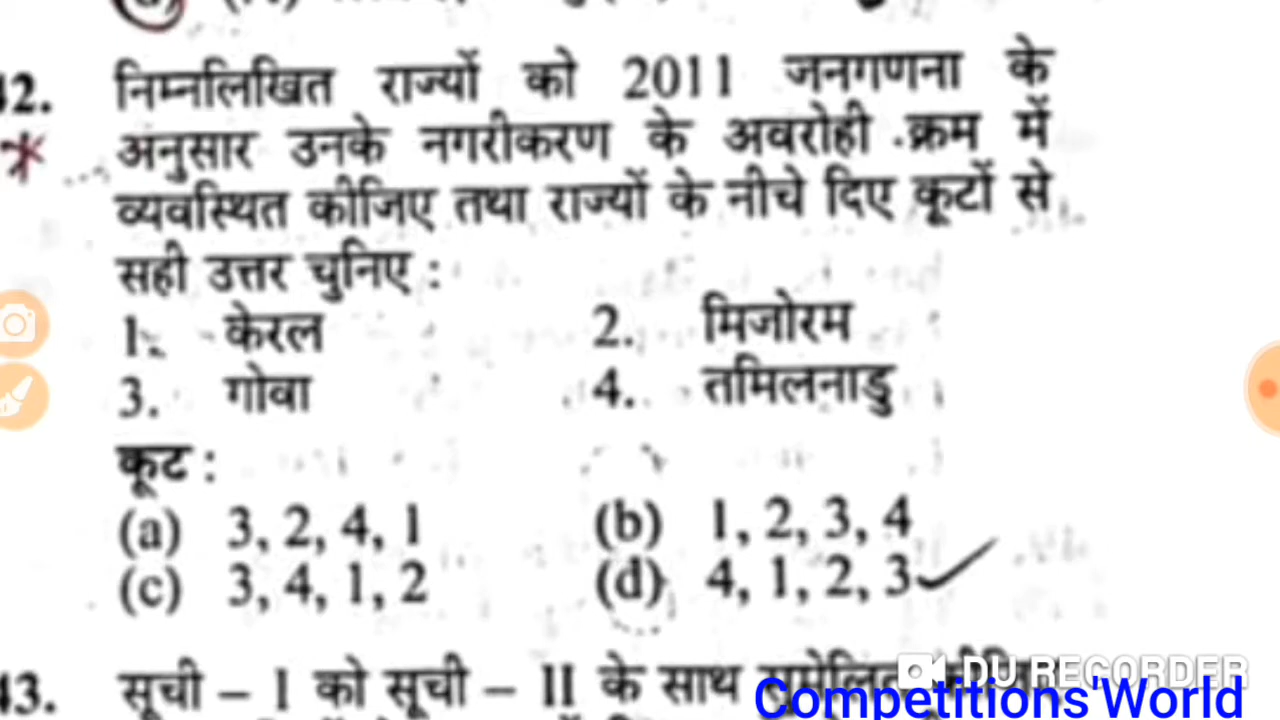 42. निम्नलिखित राज्यों को 2011 जनगणना के
अनुसार उनके नगरीकरण के अवरोही क्रम में
व्यवस्थित कीजिए तथा राज्यों के नीचे दिए कूटों से
सही उत्तर चुनिए :
1. केरल 2. मिजोरम
3. गोवा 4. तमिलनाडु
कूट :
(a) 3, 2, 4, 1 (b) 1, 2, 3, 4
(c) 3, 4, 1, 2 (d) 4, 1, 2, 3
43. सूची – I को सूची – II के साथ सुमेलित
DU RECORDER
Competitions'World